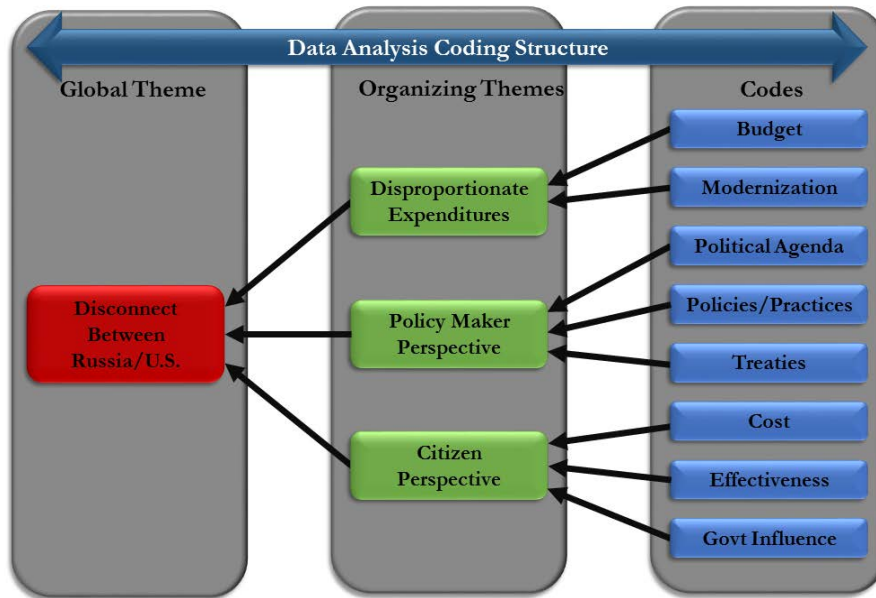 Data Analysis Coding Structure
Global Theme
Organizing Themes
Codes
Disconnect
Between
Russia/U.S.
Disproportionate
Expenditures
Policy Maker
Perspective
Citizen
Perspective
Budget
Modernization
Political Agenda
Policies/Practices
Treaties
Cost
Effectiveness
Govt Influence